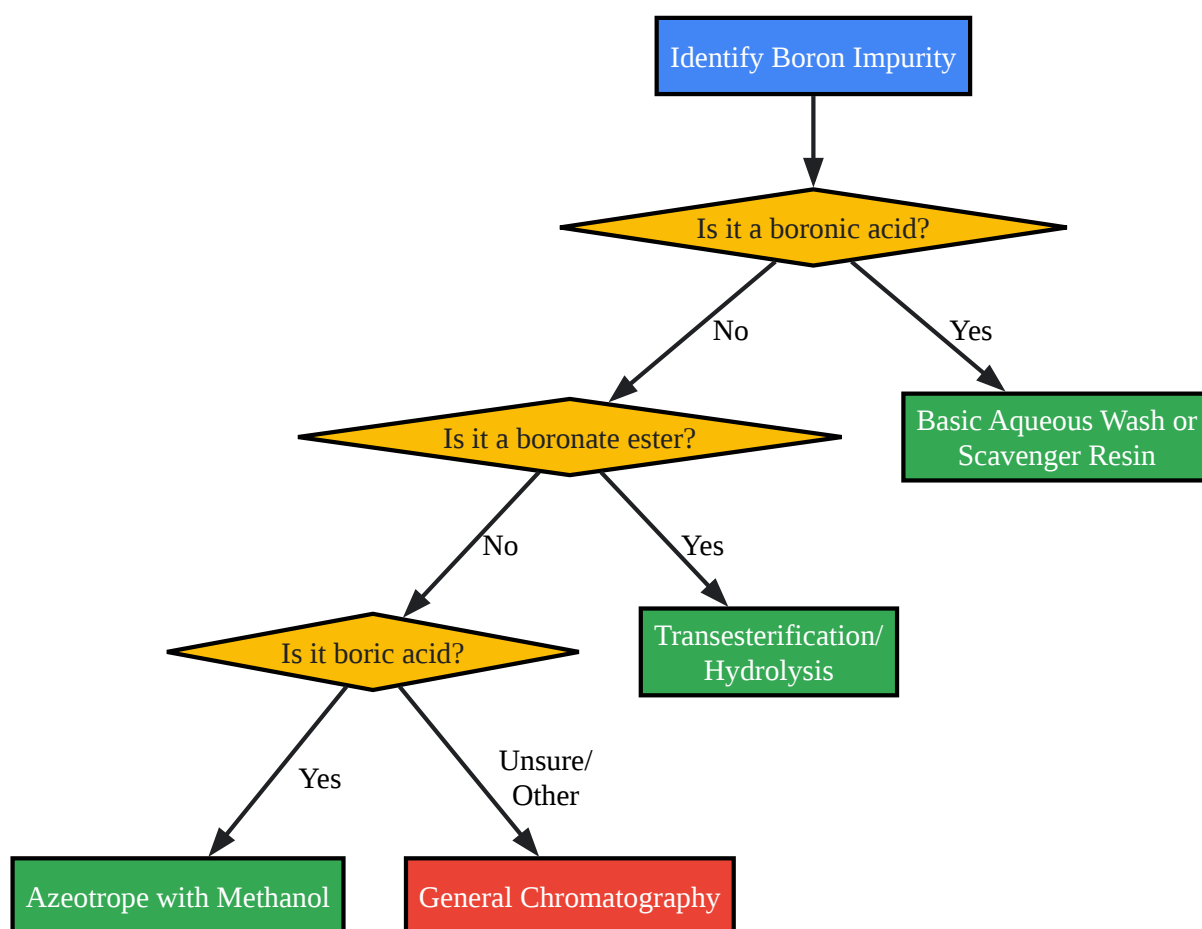 Identify Boron Impurity
Is it a boronic acid?
No
Yes
Basic Aqueous Wash or
Scavenger Resin
Is it a boronate ester?
No
Yes
Transesterification/
Hydrolysis
Is it boric acid?
Yes
Unsure/
Other
Azeotrope with Methanol
General Chromatography